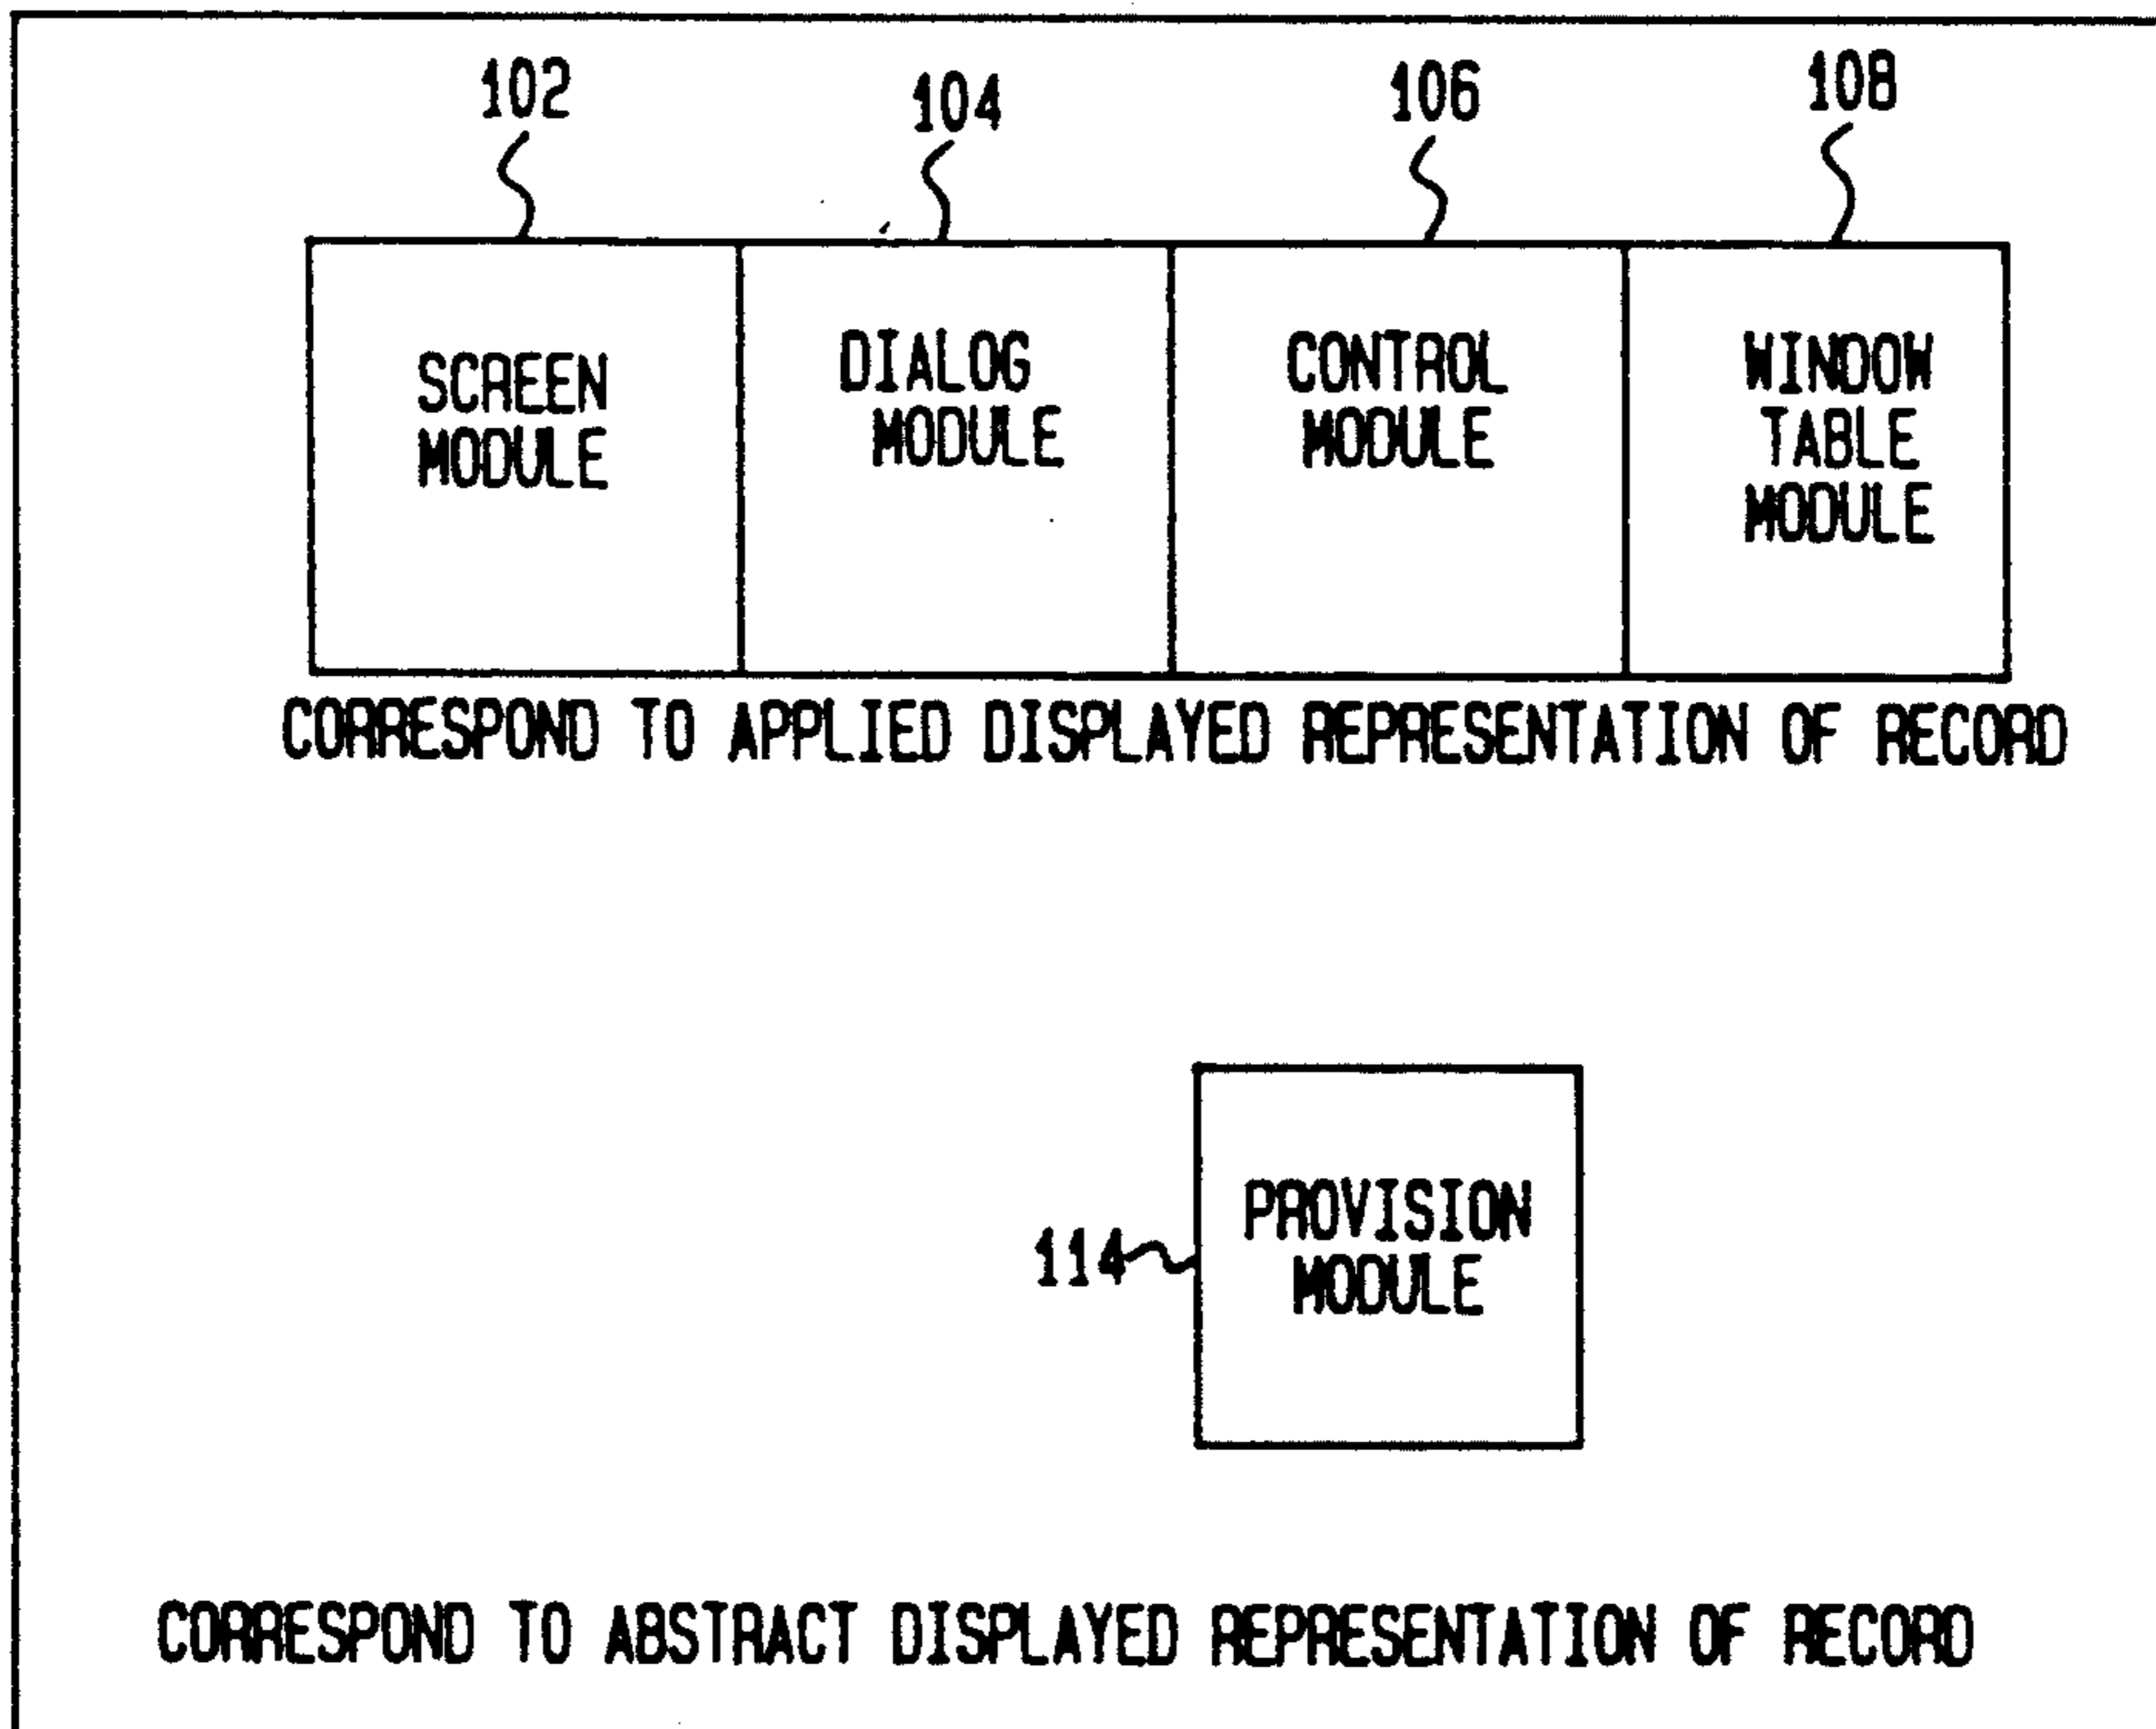 102
104
106
108
SCREEN
MODULE
DIALOG
MODULE
CONTROL
MODULE
WINDOW
TABLE
MODULE
CORRESPOND TO APPLIED DISPLAYED REPRESENTATION OF RECORD
114
PROVISION
MODULE
CORRESPOND TO ABSTRACT DISPLAYED REPRESENTATION OF RECORD